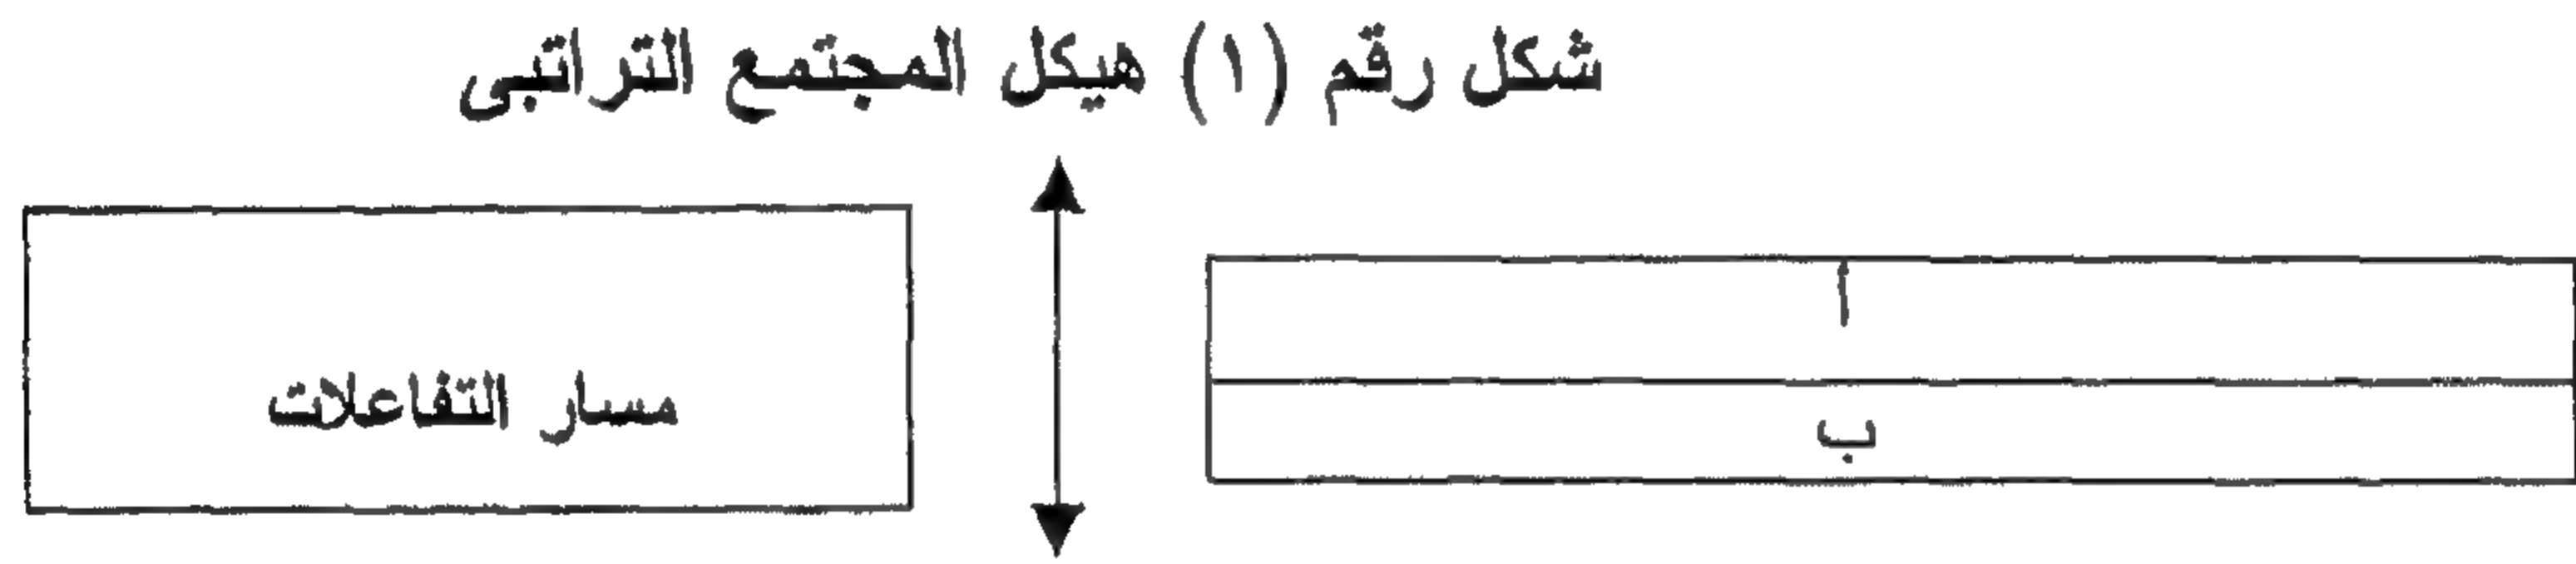 شكل رقم (١) هيكل المجتمع التراتبى
أ
ب
مسار التفاعلات